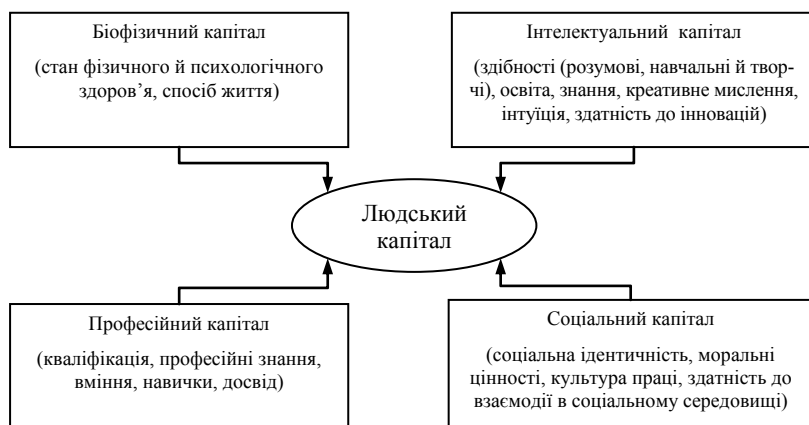 Біофізичний капітал
(стан фізичного й психологічного
здоров’я, спосіб життя)
Інтелектуальний капітал
(здібності (розумові, навчальні й твор-
чі), освіта, знання, креативне мислення,
інтуїція, здатність до інновацій)
Людський
капітал
Професійний капітал
(кваліфікація, професійні знання,
вміння, навички, досвід)
Соціальний капітал
(соціальна ідентичність, моральні
цінності, культура праці, здатність до
взаємодії в соціальному середовищі)